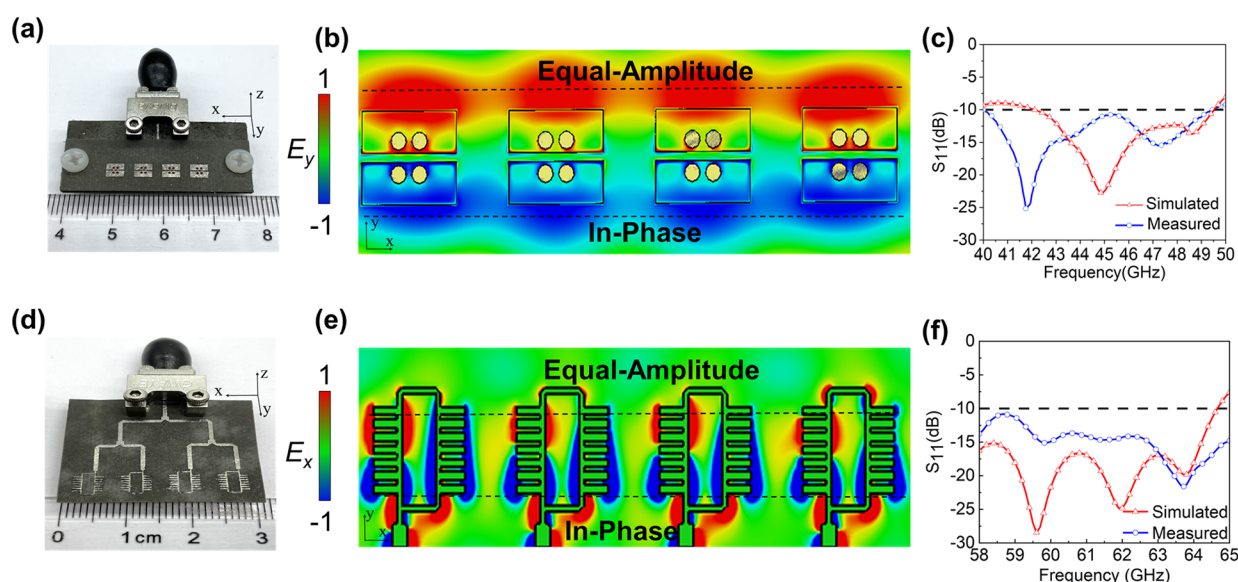 (a)
x
z
y
4 5 6 7 8
(b)
1
Ey
-1
Equal-Amplitude
In-Phase
y
x
(c)
S11(dB)
0
-5
-10
-15
-20
-25
-30
Simulated
Measured
40 41 42 43 44 45 46 47 48 49 50
Frequency(GHz)
(d)
x
z
y
0 1 cm 2 3
(e)
1
Ex
-1
Equal-Amplitude
In-Phase
y
x
(f)
S11(dB)
0
-5
-10
-15
-20
-25
-30
Simulated
Measured
58 59 60 61 62 63 64 65
Frequency (GHz)